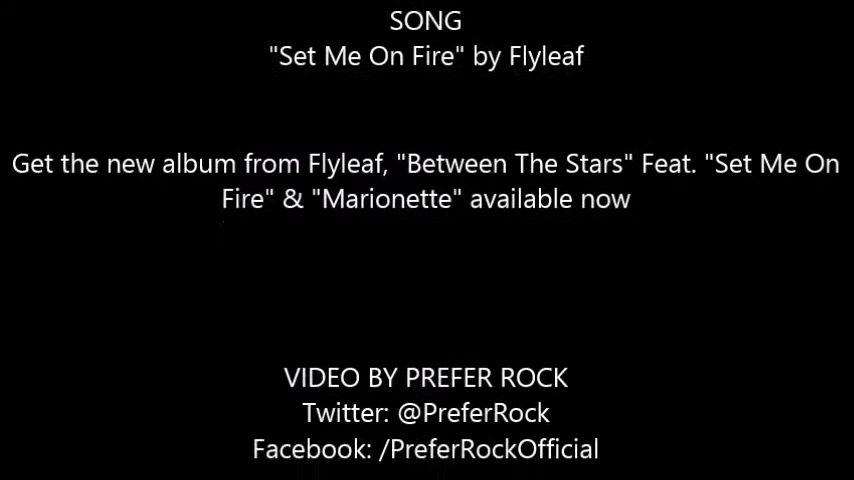 SONG
"Set Me On Fire" by Flyleaf
Get the new album from Flyleaf, "Between The Stars" Feat. "Set Me On
Fire" & "Marionette" available now
VIDEO BY PREFER ROCK
Twitter: @PreferRock
Facebook: /PreferRockOfficial